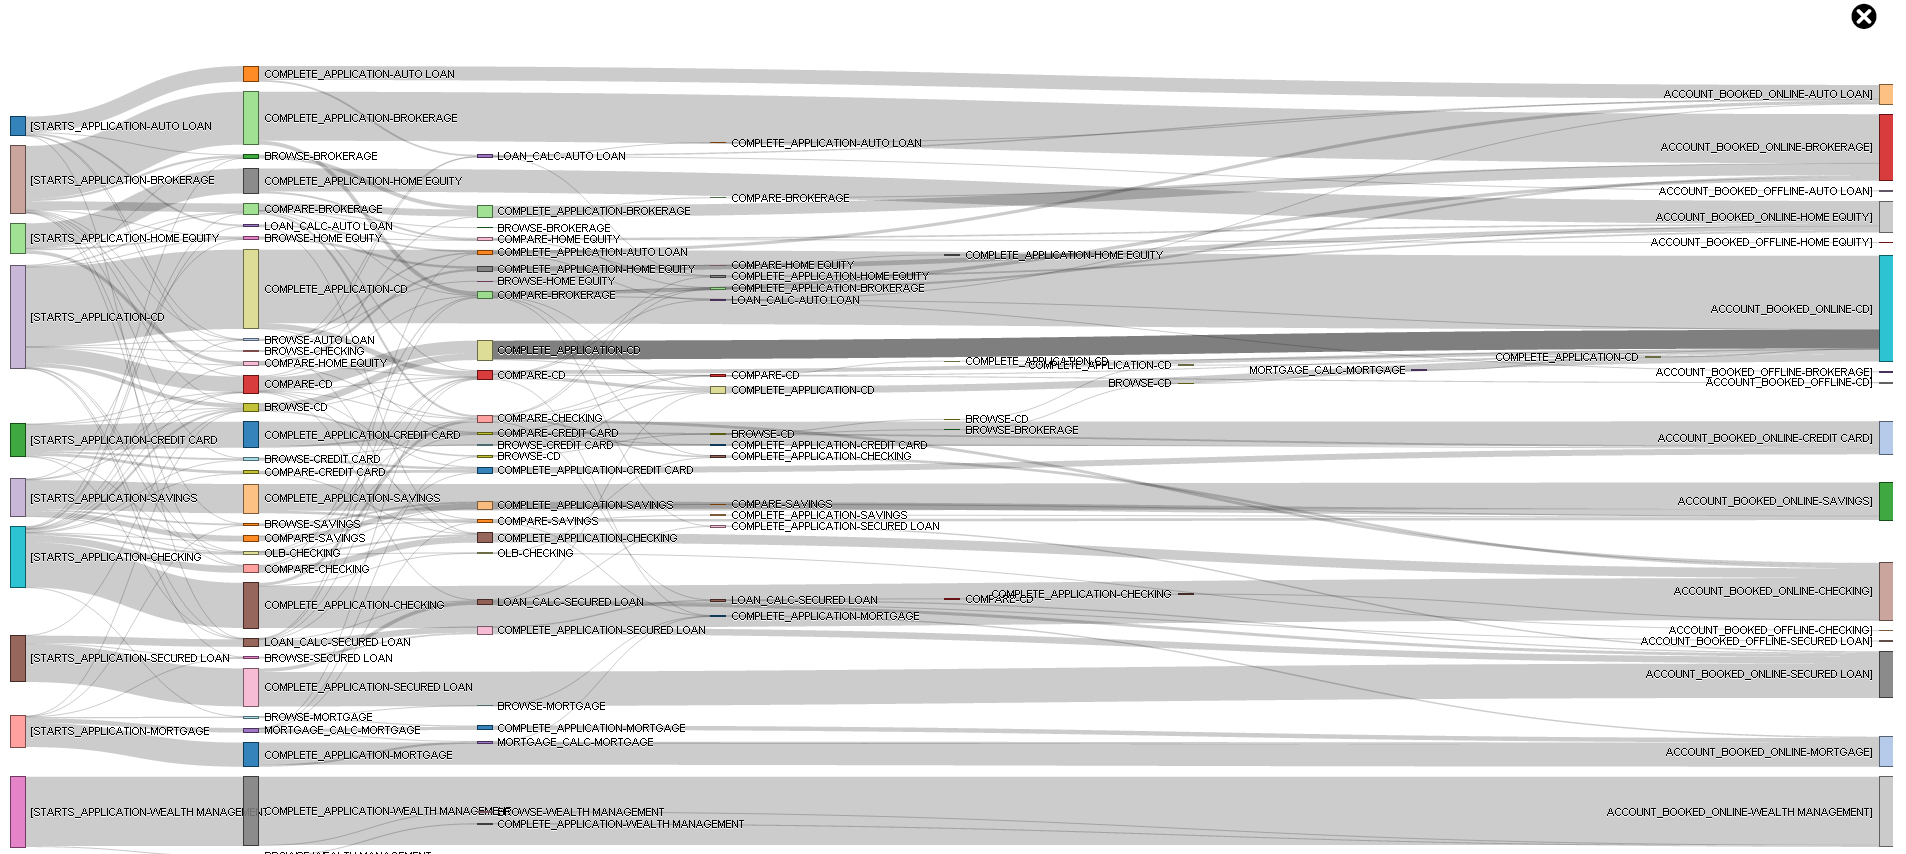 [STARTS_APPLICATION-AUTO LOAN
[STARTS_APPLICATION-BROKERAGE
[STARTS_APPLICATION-HOME EQUITY
[STARTS_APPLICATION-CD
[STARTS_APPLICATION-CREDIT CARD
[STARTS_APPLICATION-SAVINGS
[STARTS_APPLICATION-CHECKING
[STARTS_APPLICATION-SECURED LOAN
[STARTS_APPLICATION-MORTGAGE
[STARTS_APPLICATION-WEALTH MANAGEMENT
COMPLETE_APPLICATION-AUTO LOAN
COMPLETE_APPLICATION-BROKERAGE
BROWSE-BROKERAGE
COMPLETE_APPLICATION-HOME EQUITY
COMPARE-BROKERAGE
LOAN_CALC-AUTO LOAN
BROWSE-HOME EQUITY
COMPLETE_APPLICATION-CD
BROWSE-AUTO LOAN
BROWSE-CHECKING
COMPARE-HOME EQUITY
COMPARE-CD
BROWSE-CD
COMPLETE_APPLICATION-CREDIT CARD
BROWSE-CREDIT CARD
COMPARE-CREDIT CARD
COMPLETE_APPLICATION-SAVINGS
BROWSE-SAVINGS
COMPARE-SAVINGS
OLB-CHECKING
COMPARE-CHECKING
COMPLETE_APPLICATION-CHECKING
LOAN_CALC-SECURED LOAN
BROWSE-SECURED LOAN
COMPLETE_APPLICATION-SECURED LOAN
BROWSE-MORTGAGE
MORTGAGE_CALC-MORTGAGE
COMPLETE_APPLICATION-MORTGAGE
COMPLETE_APPLICATION-WEALTH MANAGEMENT
BROWSE-WEALTH MANAGEMENT
LOAN_CALC-AUTO LOAN
COMPLETE_APPLICATION-BROKERAGE
BROWSE-BROKERAGE
COMPARE-HOME EQUITY
COMPLETE_APPLICATION-AUTO LOAN
COMPLETE_APPLICATION-HOME EQUITY
BROWSE-HOME EQUITY
COMPARE-BROKERAGE
COMPLETE_APPLICATION-CD
COMPARE-CD
COMPARE-CHECKING
COMPARE-CREDIT CARD
BROWSE-CREDIT CARD
BROWSE-CD
COMPLETE_APPLICATION-CREDIT CARD
COMPLETE_APPLICATION-SAVINGS
COMPARE-SAVINGS
COMPLETE_APPLICATION-CHECKING
OLB-CHECKING
LOAN_CALC-SECURED LOAN
COMPLETE_APPLICATION-SECURED LOAN
BROWSE-MORTGAGE
COMPLETE_APPLICATION-MORTGAGE
MORTGAGE_CALC-MORTGAGE
BROWSE-WEALTH MANAGEMENT
COMPLETE_APPLICATION-WEALTH MANAGEMENT
COMPLETE_APPLICATION-AUTO LOAN
COMPARE-BROKERAGE
COMPARE-HOME EQUITY
COMPLETE_APPLICATION-HOME EQUITY
COMPLETE_APPLICATION-BROKERAGE
LOAN_CALC-AUTO LOAN
COMPARE-CD
COMPLETE_APPLICATION-CD
BROWSE-CD
COMPLETE_APPLICATION-CREDIT CARD
COMPLETE_APPLICATION-CHECKING
COMPARE-SAVINGS
COMPLETE_APPLICATION-SAVINGS
COMPLETE_APPLICATION-SECURED LOAN
LOAN_CALC-SECURED LOAN
COMPLETE_APPLICATION-MORTGAGE
COMPLETE_APPLICATION-HOME EQUITY
COMPLETE_APPLICATION-CD
BROWSE-CD
BROWSE-BROKERAGE
COMPARE-CD
COMPLETE_APPLICATION-CD
BROWSE-CD
COMPLETE_APPLICATION-CHECKING
MORTGAGE_CALC-MORTGAGE
COMPLETE_APPLICATION-CD
ACCOUNT_BOOKED_ONLINE-AUTO LOAN]
ACCOUNT_BOOKED_ONLINE-BROKERAGE]
ACCOUNT_BOOKED_OFFLINE-AUTO LOAN]
ACCOUNT_BOOKED_ONLINE-HOME EQUITY]
ACCOUNT_BOOKED_OFFLINE-HOME EQUITY]
ACCOUNT_BOOKED_ONLINE-CD]
ACCOUNT_BOOKED_OFFLINE-BROKERAGE]
ACCOUNT_BOOKED_OFFLINE-CD]
ACCOUNT_BOOKED_ONLINE-CREDIT CARD]
ACCOUNT_BOOKED_ONLINE-SAVINGS]
ACCOUNT_BOOKED_ONLINE-CHECKING]
ACCOUNT_BOOKED_OFFLINE-CHECKING]
ACCOUNT_BOOKED_OFFLINE-SECURED LOAN]
ACCOUNT_BOOKED_ONLINE-SECURED LOAN]
ACCOUNT_BOOKED_ONLINE-MORTGAGE]
ACCOUNT_BOOKED_ONLINE-WEALTH MANAGEMENT]